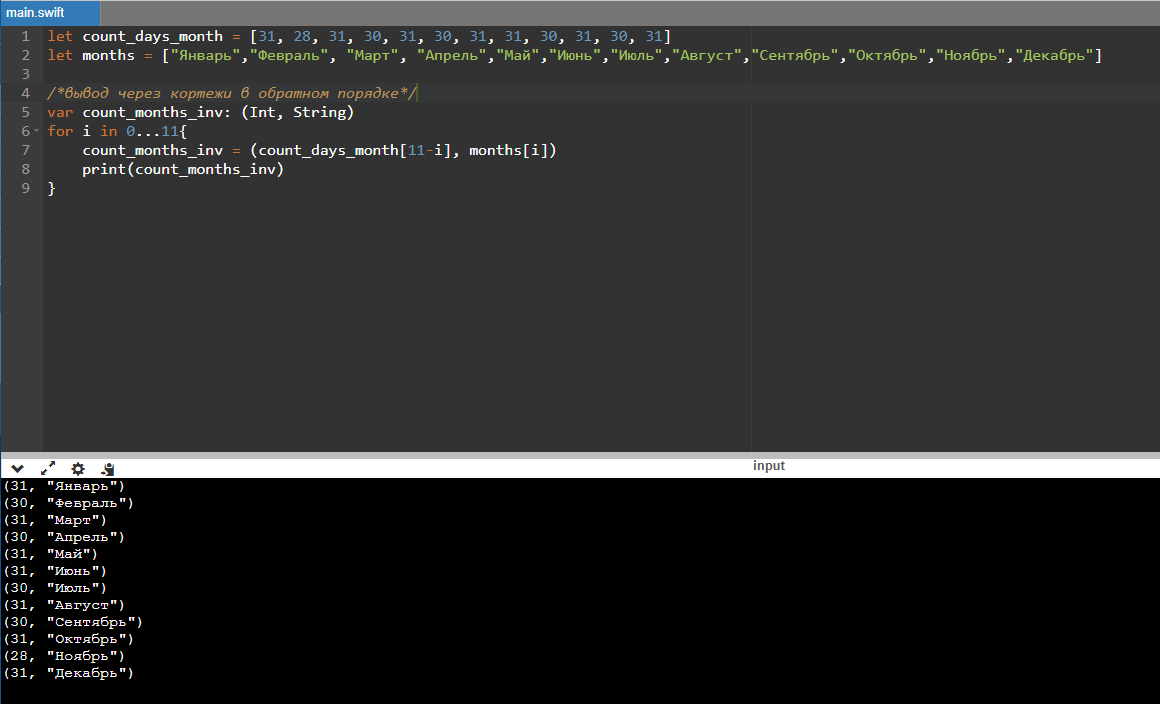 main.swift
1 let count_days_month = [31, 28, 31, 30, 31, 30, 31, 31, 30, 31, 30, 31]
2 let months = ["Январь","Февраль", "Март", "Апрель","Май","Июнь","Июль","Август","Сентябрь","Октябрь","Ноябрь","Декабрь"]
3
4 /*вывод через кортежи в обратном порядке*/
5 var count_months_inv: (Int, String)
6 for i in 0...11{
7     count_months_inv = (count_days_month[11-i], months[i])
8     print(count_months_inv)
9 }
input
(31, "Январь")
(30, "Февраль")
(31, "Март")
(30, "Апрель")
(31, "Май")
(31, "Июнь")
(30, "Июль")
(31, "Август")
(30, "Сентябрь")
(31, "Октябрь")
(28, "Ноябрь")
(31, "Декабрь")